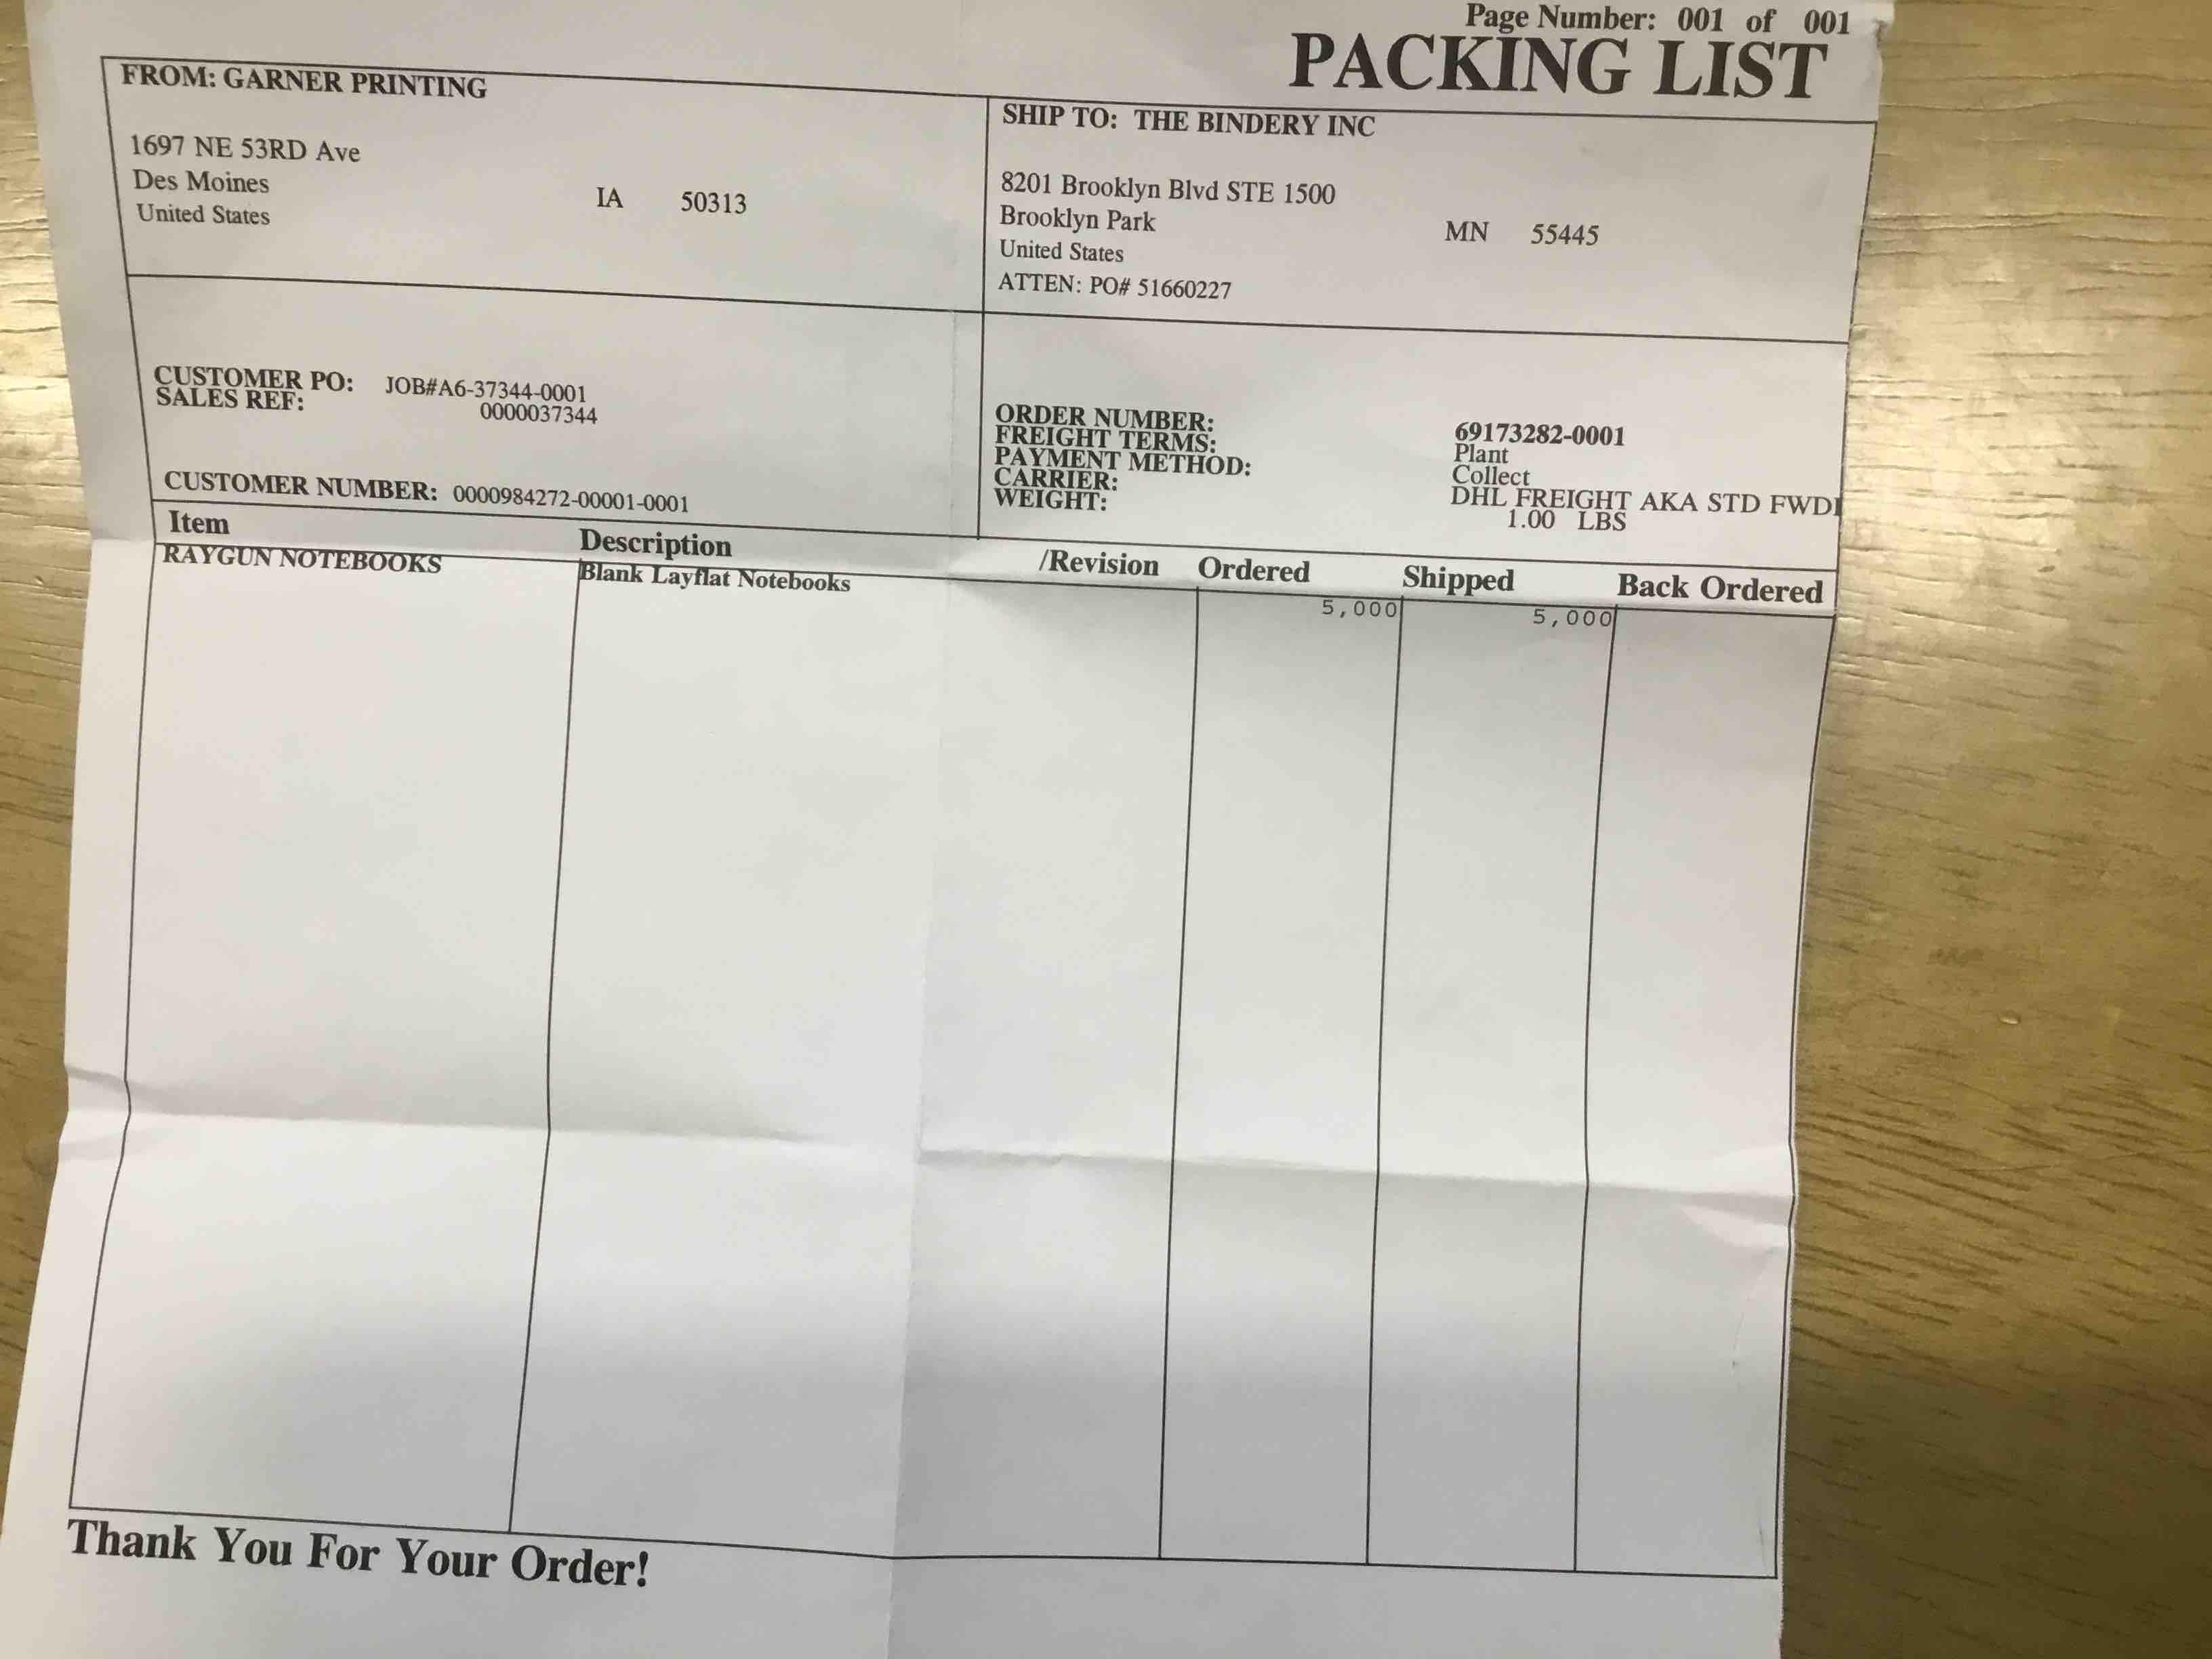 Page Number: 001 of 001
PACKING LIST
FROM: GARNER PRINTING
1697 NE 53RD Ave
Des Moines IA 50313
United States
SHIP TO: THE BINDERY INC
8201 Brooklyn Blvd STE 1500
Brooklyn Park MN 55445
United States
ATTEN: PO# 51660227
CUSTOMER PO: JOB#A6-37344-0001
SALES REF: 0000037344
CUSTOMER NUMBER: 0000984272-00001-0001
ORDER NUMBER: 69173282-0001
FREIGHT TERMS: Plant
PAYMENT METHOD: Collect
CARRIER: DHL FREIGHT AKA STD FWDI
WEIGHT: 1.00 LBS
Item Description /Revision Ordered Shipped Back Ordered
RAYGUN NOTEBOOKS Blank Layflat Notebooks 5,000 5,000
Thank You For Your Order!